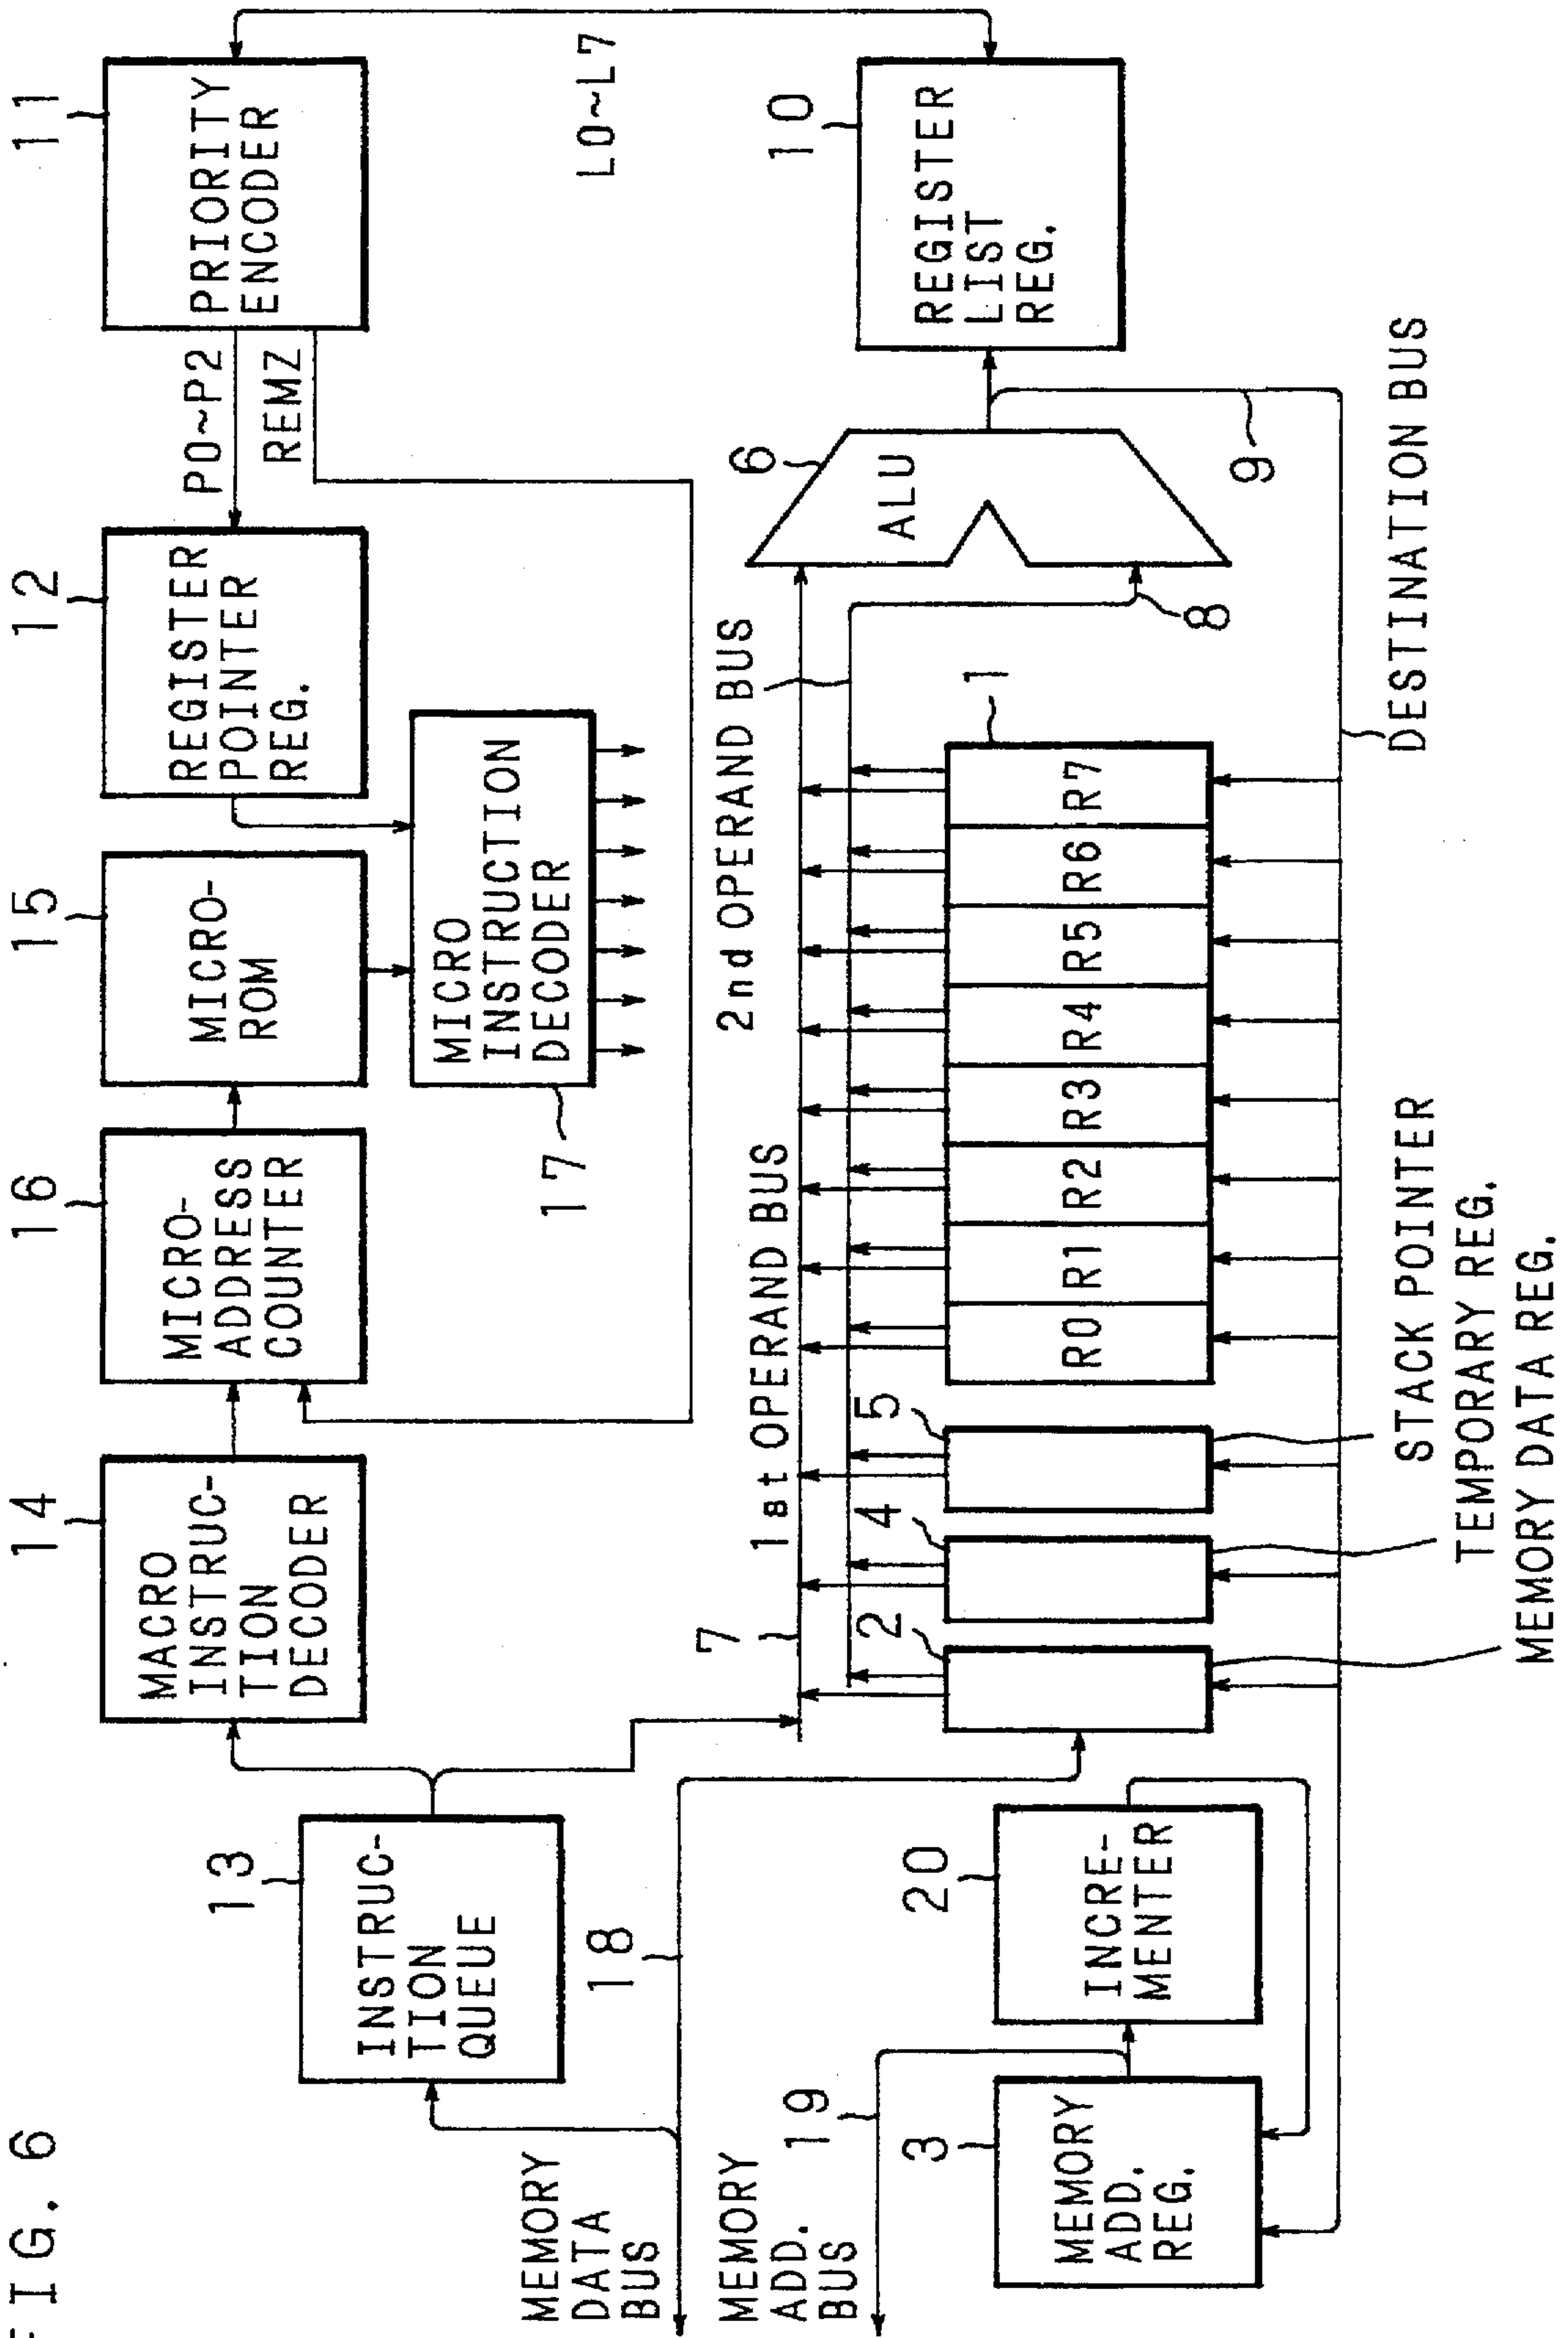 FIG. 6
14
MACRO
INSTRUC-
TION
DECODER
16
MICRO-
ADDRESS
COUNTER
15
MICRO-
ROM
12
REGISTER
POINTER
REG.
P0~P2
REMZ
11
PRIORITY
ENCODER
13
INSTRUC-
TION
QUEUE
17
MICRO
INSTRUCTION
DECODER
L0~L7
MEMORY
DATA
BUS
18
7
1st OPERAND BUS
2nd OPERAND BUS
6
ALU
10
REGISTER
LIST
REG.
MEMORY
ADD.
BUS
19
3
MEMORY
ADD.
REG.
20
INCRE-
MENTER
2
4
5
R0
R1
R2
R3
R4
R5
R6
R7
1
8
9
STACK POINTER
TEMPORARY REG.
MEMORY DATA REG.
DESTINATION BUS